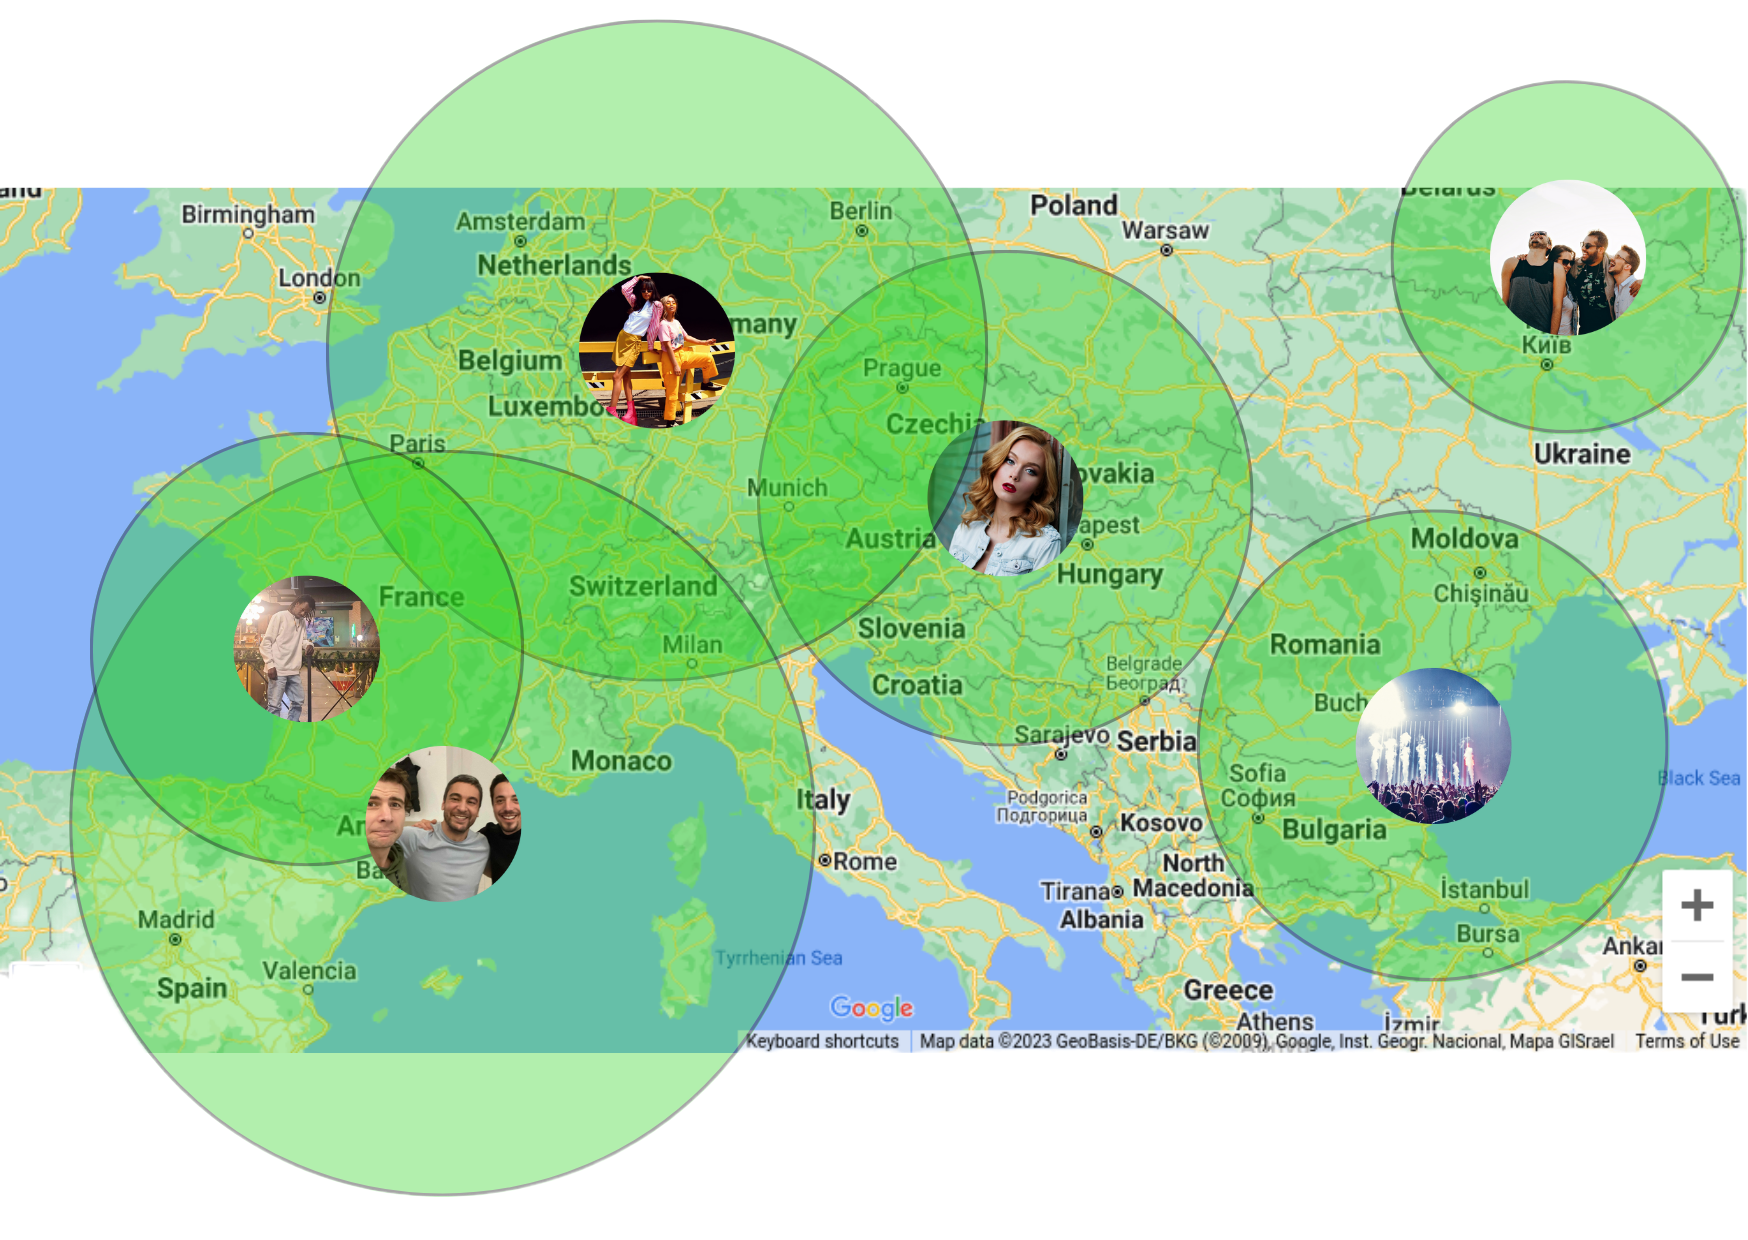 Birmingham
London
Amsterdam
Netherlands
Berlin
Poland
Warsaw
Belarus
many
Belgium
Luxembo
Prague
Czechia
Київ
Ukraine
Paris
Munich
ovakia
apest
Austria
Hungary
Moldova
Chişinău
France
Switzerland
Milan
Slovenia
Croatia
Romania
Belgrade
Београд
Buch
Sarajevo
Serbia
Monaco
Italy
Sofia
София
Black Sea
Podgorica
Подгорица
Kosovo
Bulgaria
An
Ba
Rome
North
Macedonia
Tirana
Albania
İstanbul
Bursa
Ankar
Madrid
Valencia
Spain
Tyrrhenian Sea
Google
Greece
Athens
İzmir
Turk
Keyboard shortcuts
Map data ©2023 GeoBasis-DE/BKG (©2009), Google, Inst. Geogr. Nacional, Mapa GISrael
Terms of Use